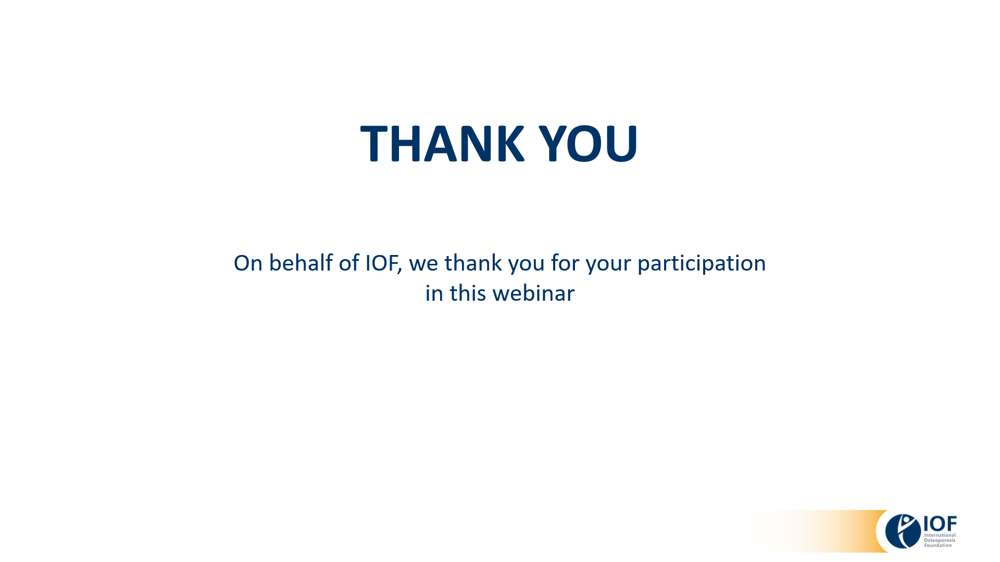 THANK YOU
On behalf of IOF, we thank you for your participation
in this webinar
IOF
International
Osteoporosis
Foundation